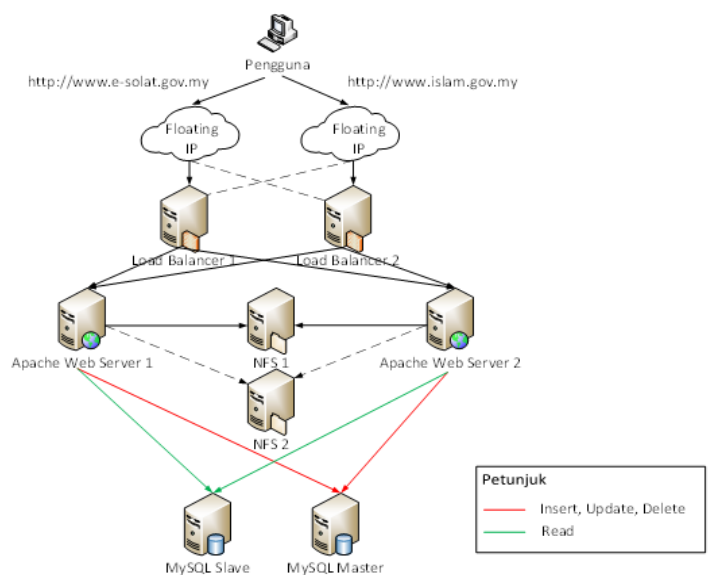 Pengguna
http://www.e-solat.gov.my
http://www.islam.gov.my
Floating
IP
Floating
IP
Load Balancer 1
Load Balancer 2
Apache Web Server 1
NFS 1
Apache Web Server 2
NFS 2
MySQL Slave
MySQL Master
Petunjuk
Insert, Update, Delete
Read